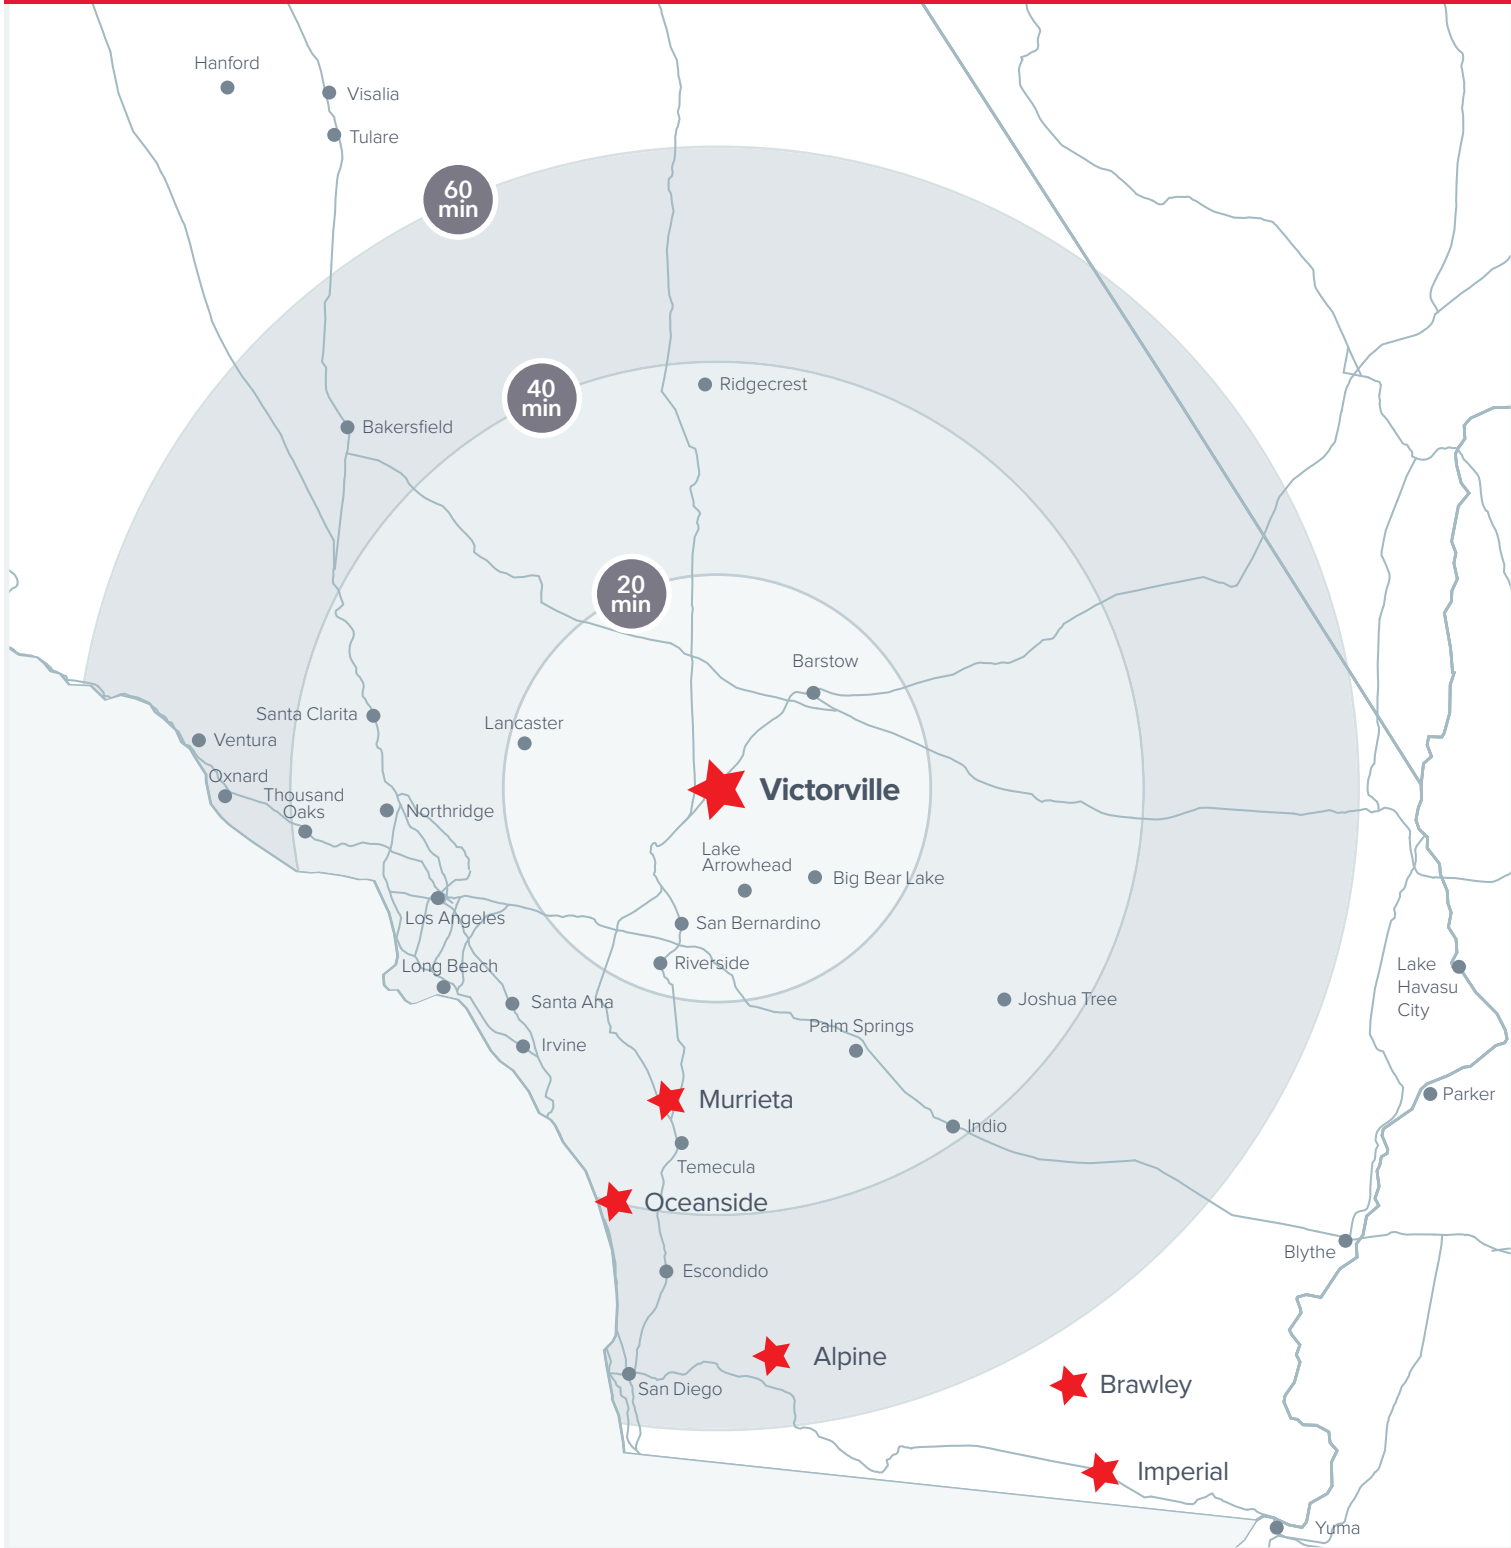 Hanford
Visalia
Tulare
60
min
40
min
Ridgecrest
Bakersfield
20
min
Barstow
Santa Clarita
Lancaster
Ventura
Oxnard
Thousand
Oaks
Northridge
Victorville
Lake
Arrowhead
Big Bear Lake
Los Angeles
San Bernardino
Long Beach
Riverside
Lake
Havasu
City
Santa Ana
Joshua Tree
Palm Springs
Irvine
Murrieta
Parker
Indio
Temecula
Oceanside
Blythe
Escondido
Alpine
San Diego
Brawley
Imperial
Yuma